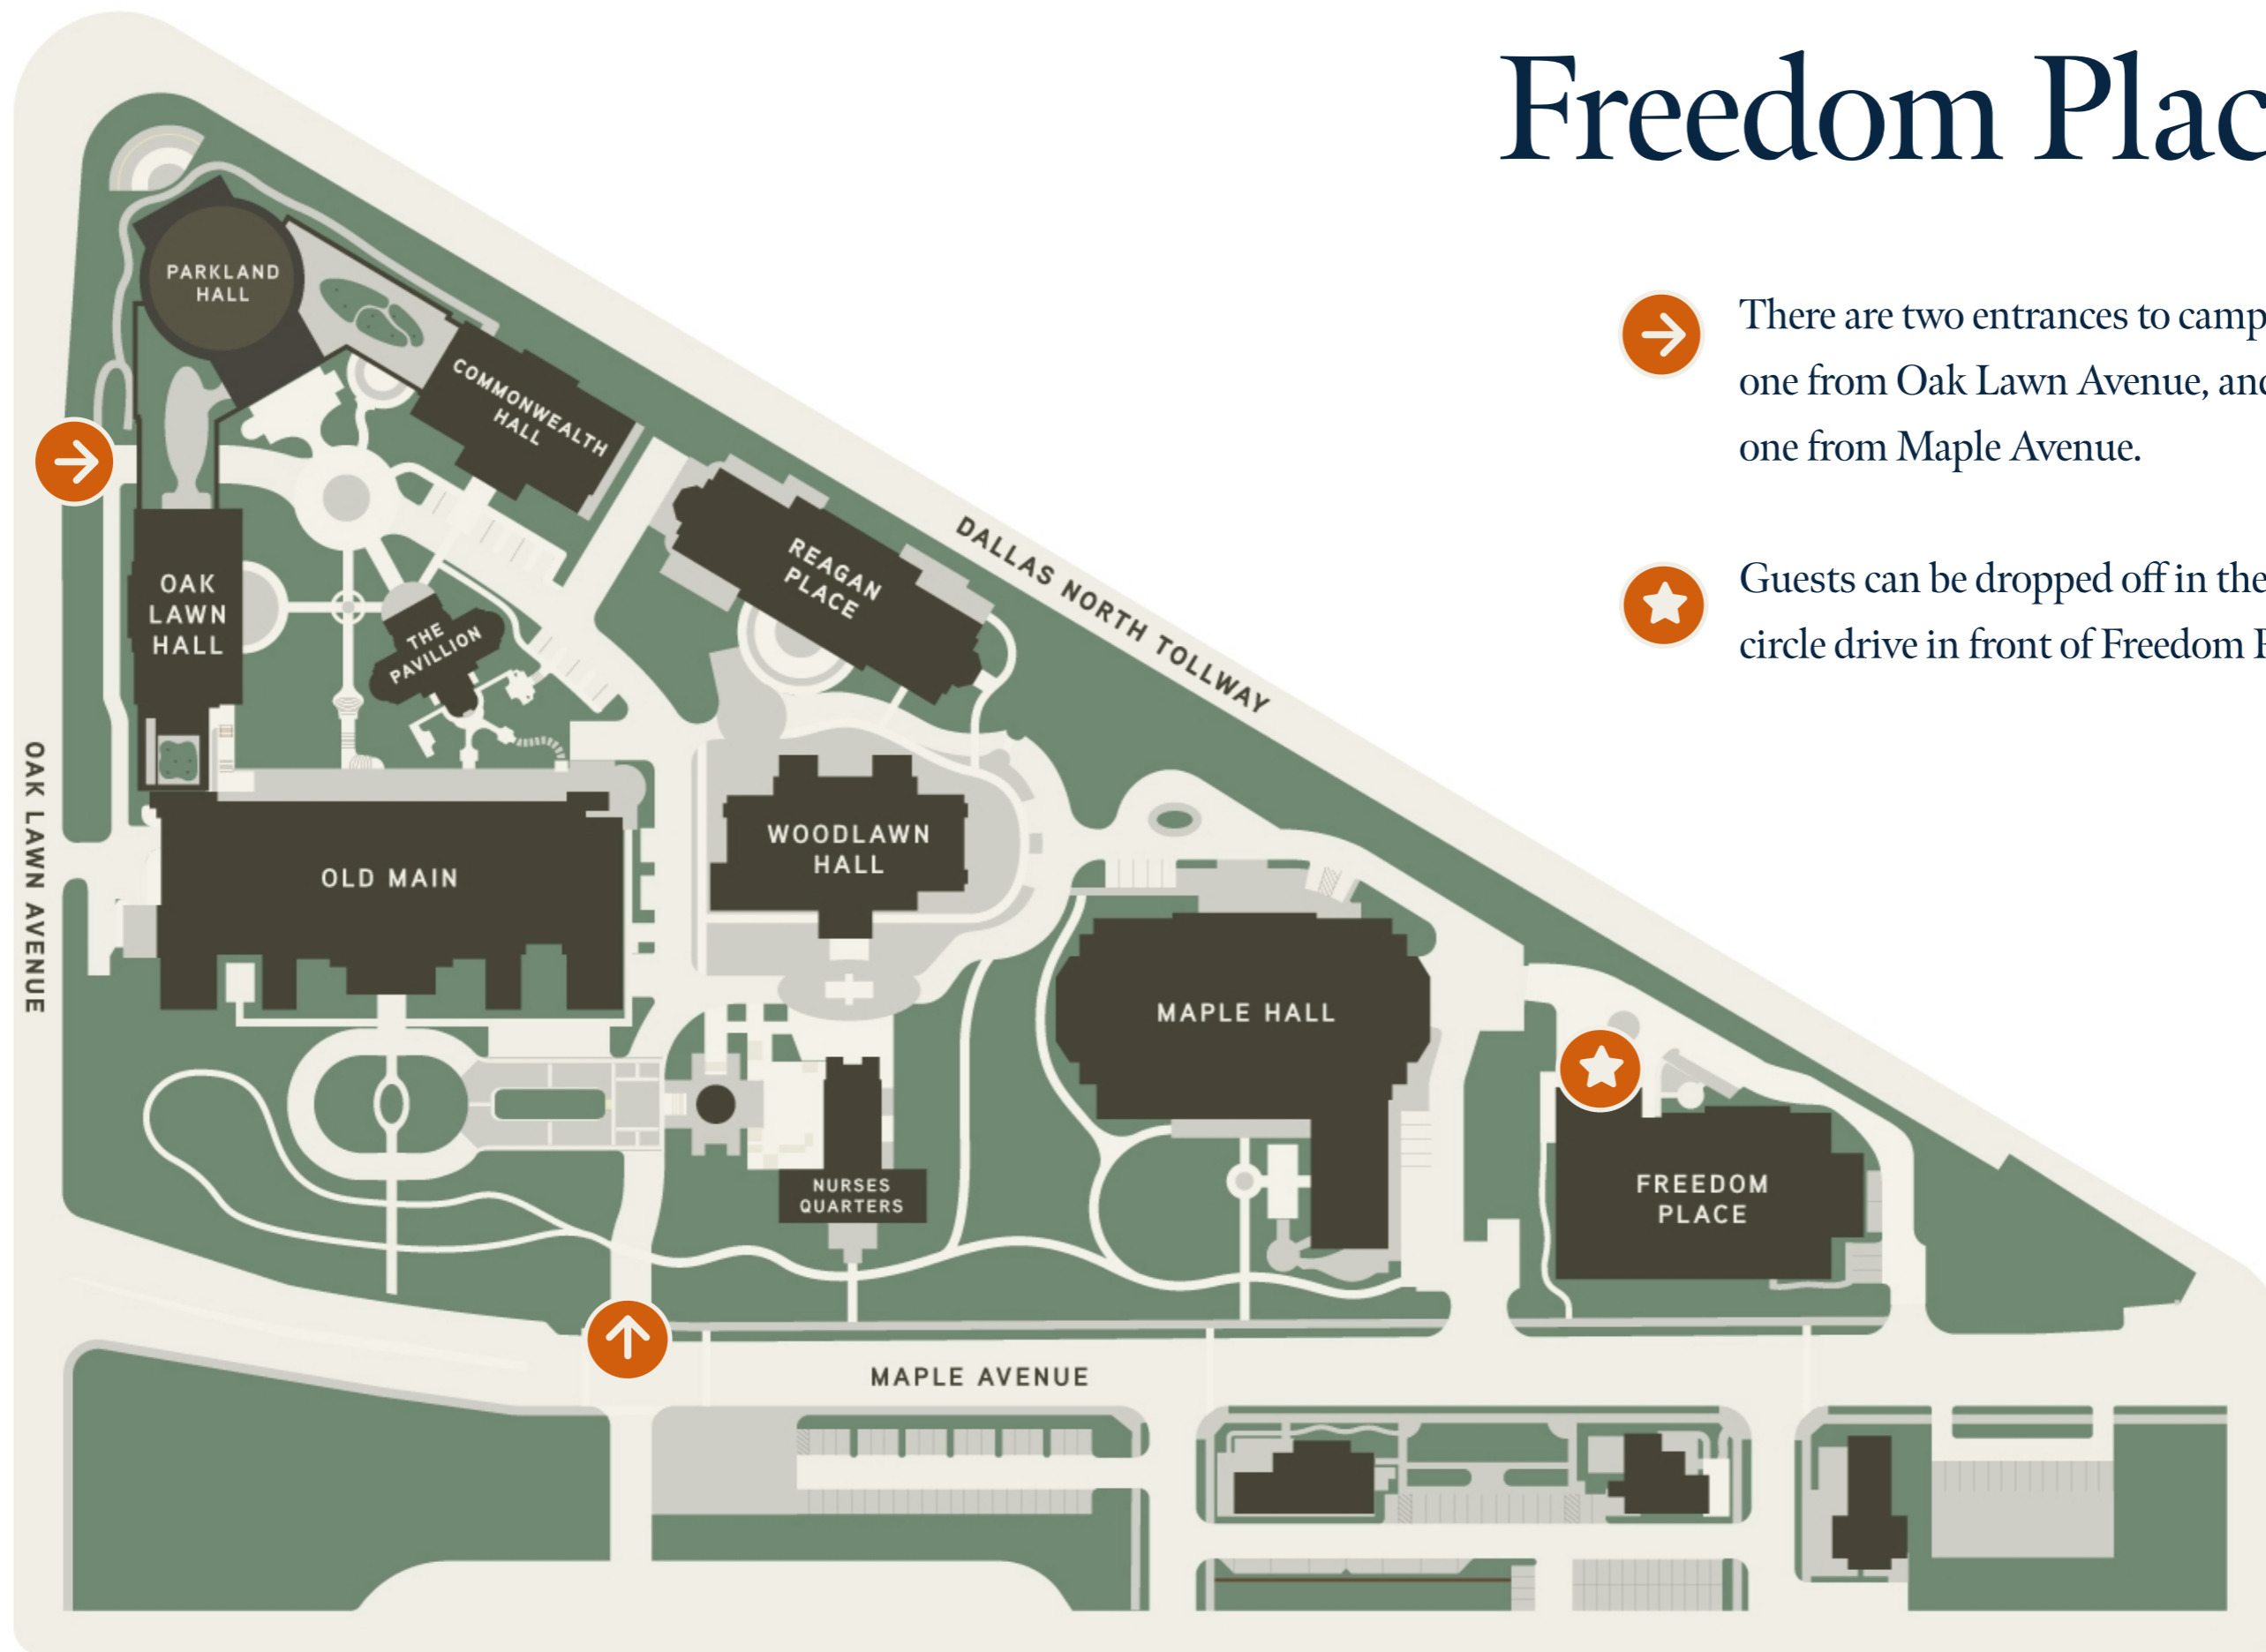 Freedom Plac
There are two entrances to camp
one from Oak Lawn Avenue, and
one from Maple Avenue.
Guests can be dropped off in the
circle drive in front of Freedom P
PARKLAND
HALL
COMMONWEALTH
HALL
REAGAN
PLACE
DALLAS NORTH TOLLWAY
OAK
LAWN
HALL
THE
PAVILLION
OAK LAWN AVENUE
WOODLAWN
HALL
OLD MAIN
MAPLE HALL
NURSES
QUARTERS
FREEDOM
PLACE
MAPLE AVENUE